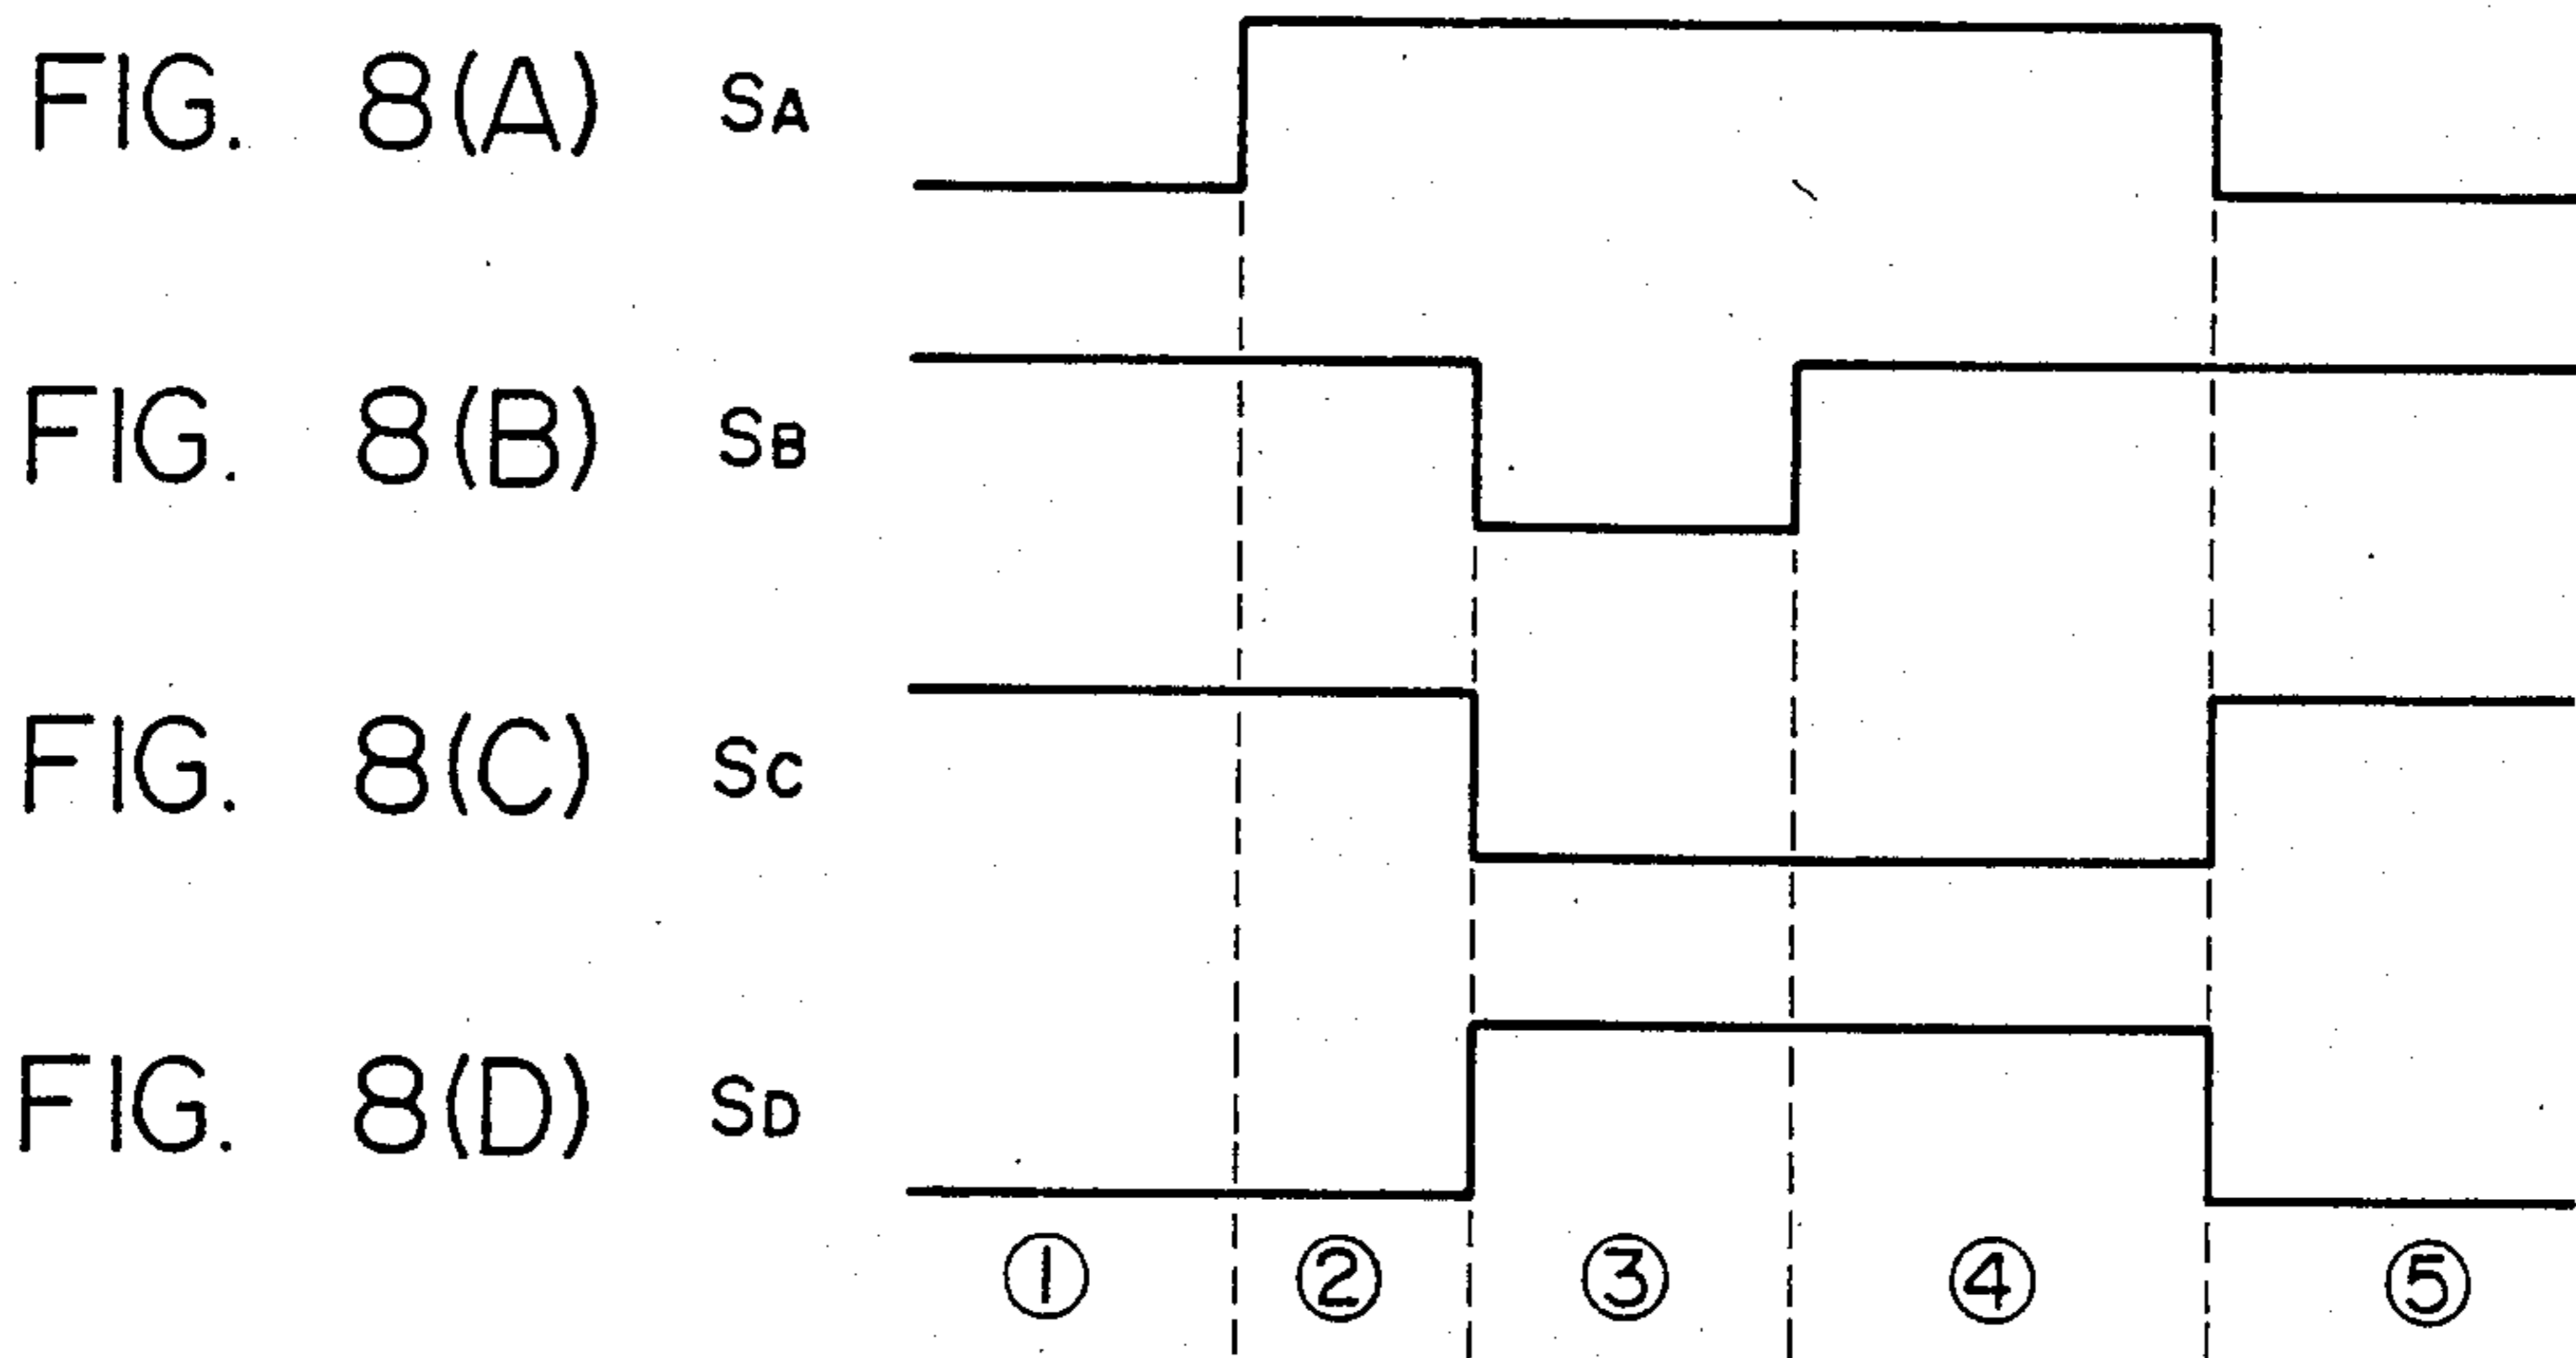 FIG. 8(A) SA
FIG. 8(B) SB
FIG. 8(C) SC
FIG. 8(D) SD
① ② ③ ④ ⑤